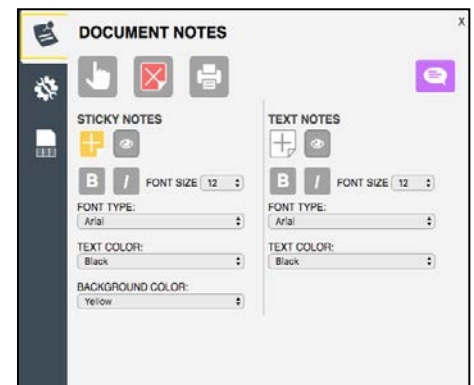 X
DOCUMENT NOTES
STICKY NOTES
B I FONT SIZE 12
FONT TYPE:
Arial
TEXT COLOR:
Black
BACKGROUND COLOR:
Yellow
TEXT NOTES
B I FONT SIZE 12
FONT TYPE:
Arial
TEXT COLOR:
Black